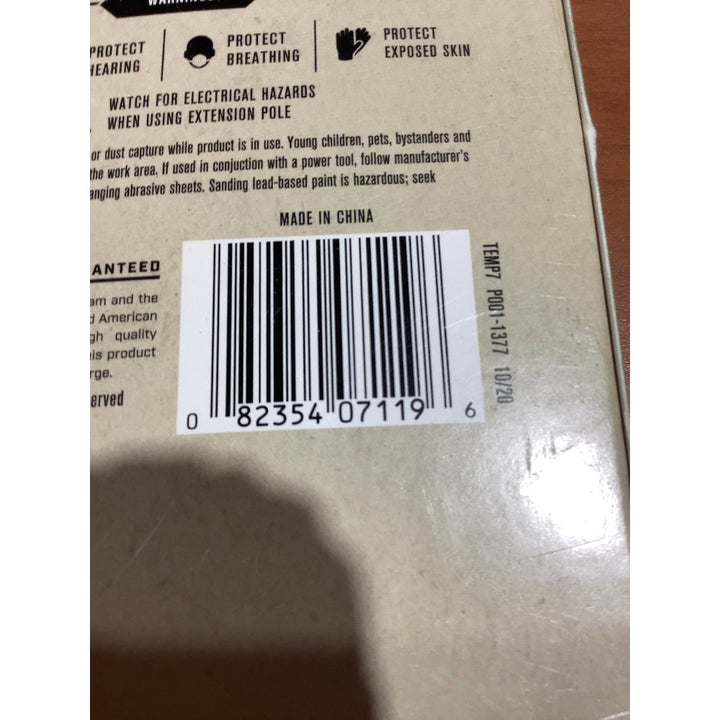 PROTECT
HEARING
PROTECT
BREATHING
PROTECT
EXPOSED SKIN
WATCH FOR ELECTRICAL HAZARDS
WHEN USING EXTENSION POLE
or dust capture while product is in use. Young children, pets, bystanders and
the work area. If used in conjuction with a power tool, follow manufacturer's
anging abrasive sheets. Sanding lead-based paint is hazardous; seek
MADE IN CHINA
ANTEED
am and the
d American
gh quality
is product
rge.
erved
0 82354 07119 6
TEMP7 P001-1377 10/20